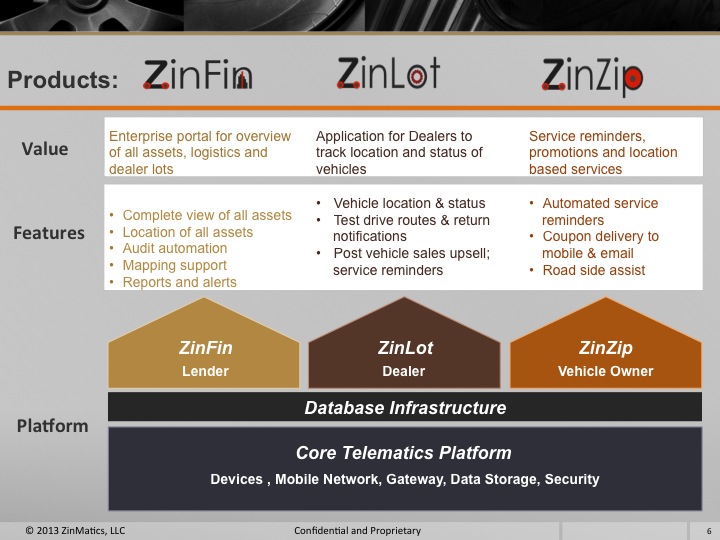 Products:
ZinFin
ZinLot
ZinZip
Value
Enterprise portal for overview
of all assets, logistics and
dealer lots
Application for Dealers to
track location and status of
vehicles
Service reminders,
promotions and location
based services
Features
• Complete view of all assets
• Location of all assets
• Audit automation
• Mapping support
• Reports and alerts
• Vehicle location & status
• Test drive routes & return
notifications
• Post vehicle sales upsell;
service reminders
• Automated service
reminders
• Coupon delivery to
mobile & email
• Road side assist
Platform
ZinFin
Lender
ZinLot
Dealer
ZinZip
Vehicle Owner
Database Infrastructure
Core Telematics Platform
Devices , Mobile Network, Gateway, Data Storage, Security
© 2013 ZinMatics, LLC
Confidential and Proprietary
6